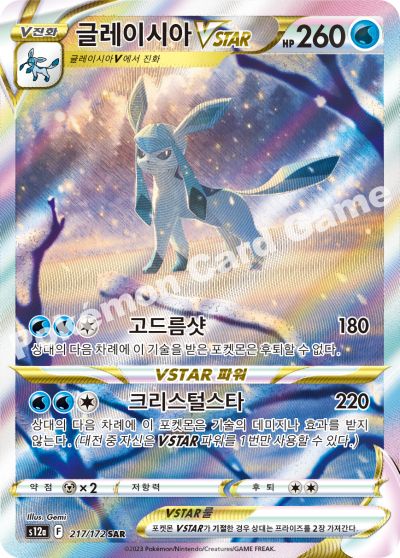 V진화
글레이시아 VSTAR HP 260
글레이시아V에서 진화
Pokémon Card Game
고드름샷 180
상대의 다음 차례에 이 기술을 받은 포켓몬은 후퇴할 수 없다.
VSTAR 파워
크리스털스타 220
상대의 다음 차례에 이 포켓몬은 기술의 데미지나 효과를 받지
않는다. (대전 중 자신은 VSTAR 파워를 1번만 사용할 수 있다.)
약점 ×2 저항력 후퇴
Illus. Gemi
VSTAR룰
s12a F 217/172 SAR
포켓몬 VSTAR가 기절한 경우 상대는 프라이즈를 2장 가져간다.
©2023 Pokémon/Nintendo/Creatures/GAME FREAK.